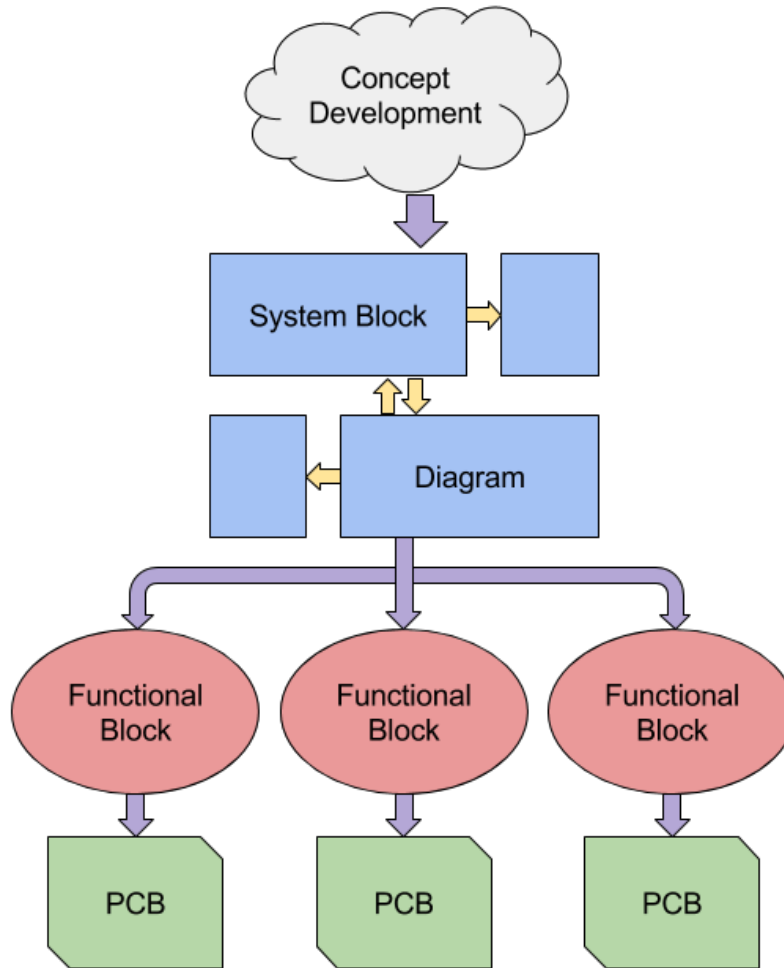 Concept
Development
System Block
Diagram
Functional
Block
Functional
Block
Functional
Block
PCB
PCB
PCB